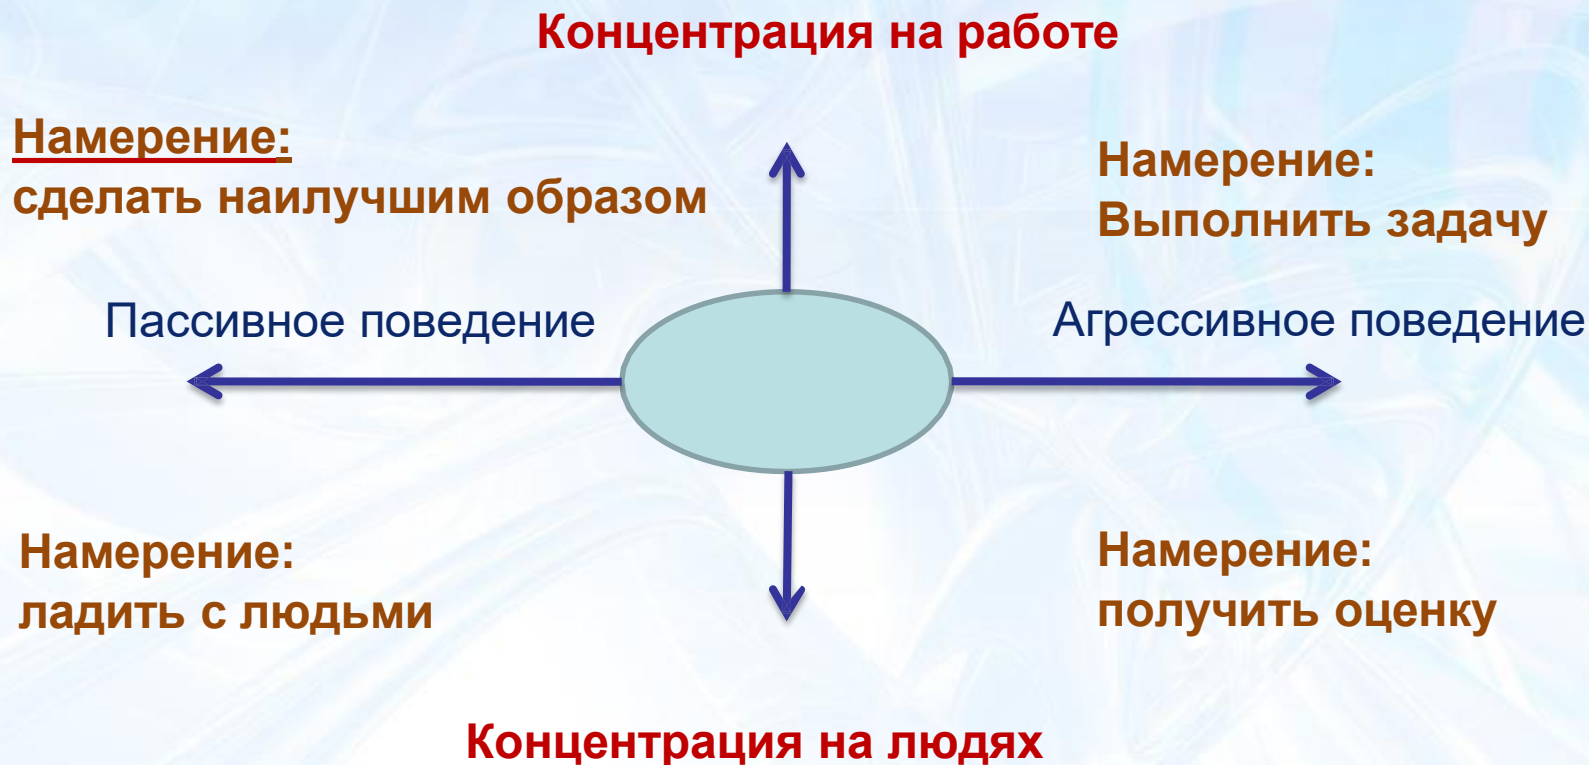 Концентрация на работе
Намерение:
сделать наилучшим образом
Намерение:
Выполнить задачу
Пассивное поведение
Агрессивное поведение
Намерение:
ладить с людьми
Намерение:
получить оценку
Концентрация на людях